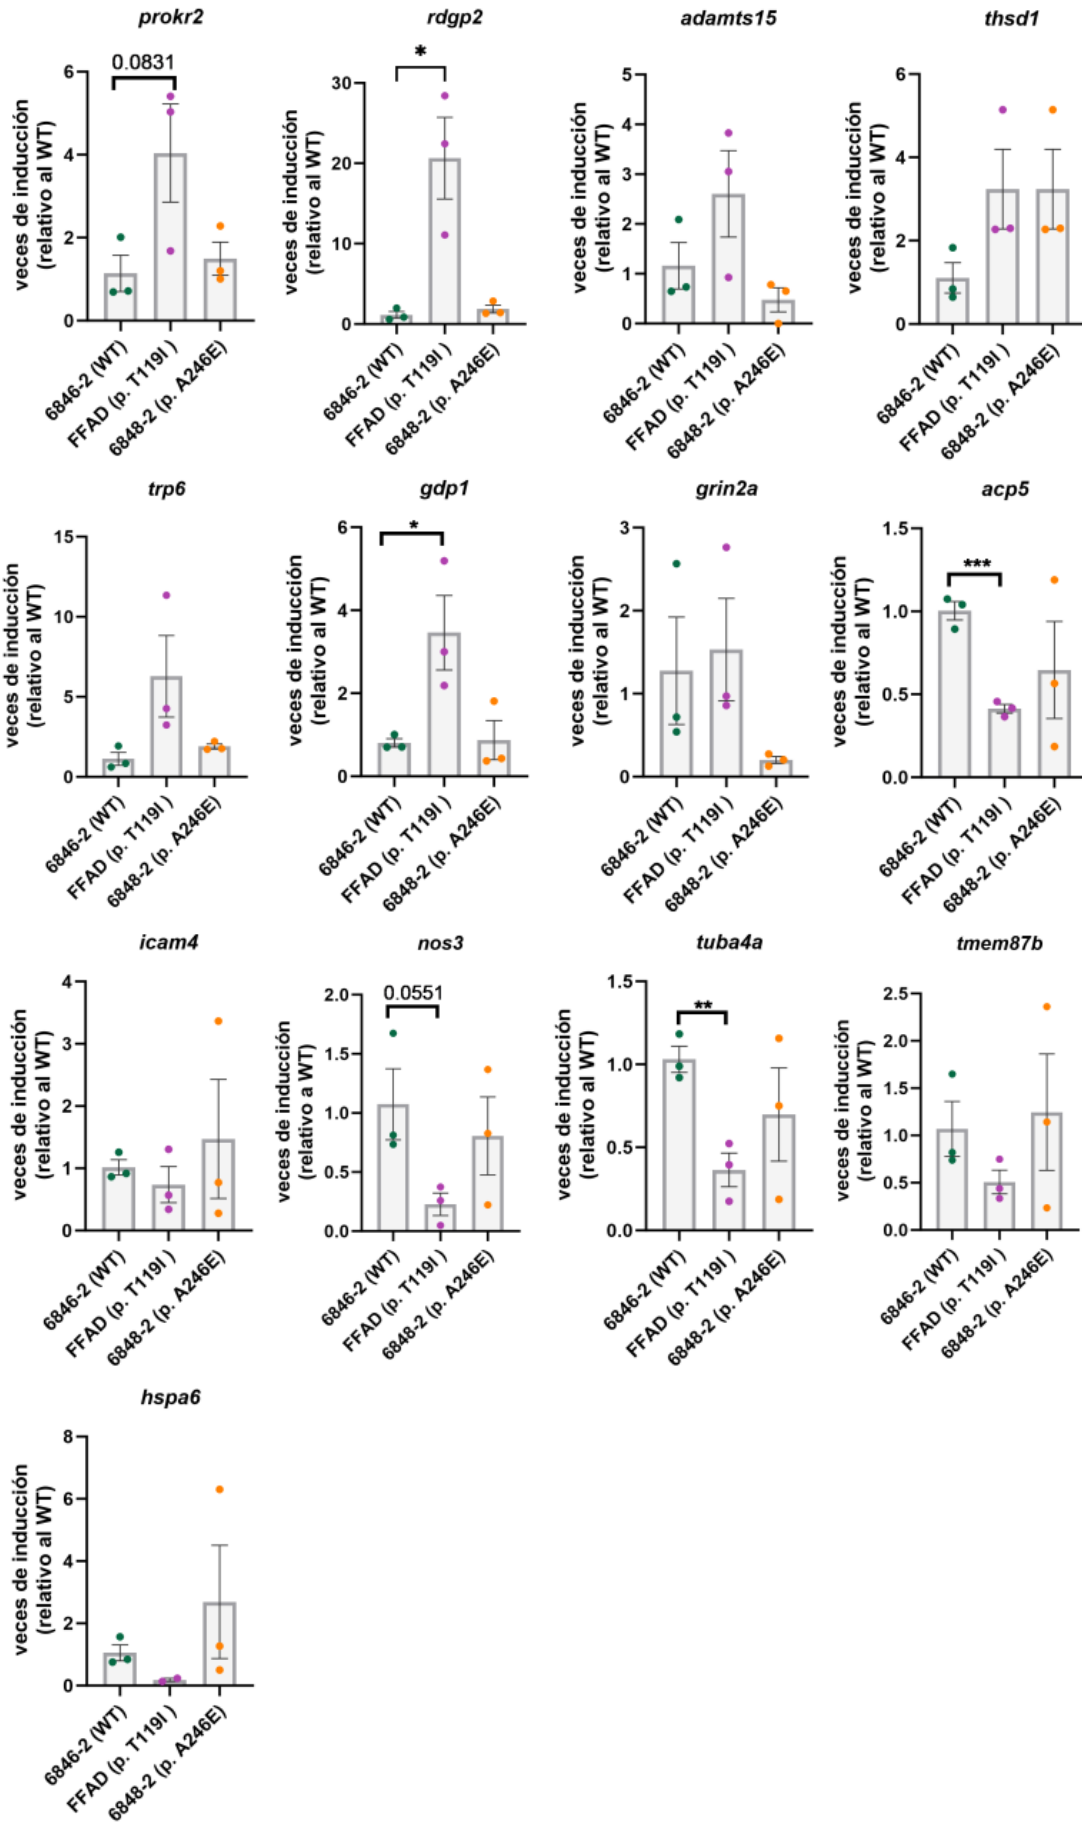 prokr2
veces de inducción
(relativo al WT)
6
4
2
0
0.0831
6846-2 (WT)
FFAD (p. T119I )
6848-2 (p. A246E)
rdgp2
veces de inducción
(relativo al WT)
30
20
10
0
*
6846-2 (WT)
FFAD (p. T119I )
6848-2 (p. A246E)
adamts15
veces de inducción
(relativo al WT)
5
4
3
2
1
0
6846-2 (WT)
FFAD (p. T119I )
6848-2 (p. A246E)
thsd1
veces de inducción
(relativo al WT)
6
4
2
0
6846-2 (WT)
FFAD (p. T119I )
6848-2 (p. A246E)
trp6
veces de inducción
(relativo al WT)
15
10
5
0
6846-2 (WT)
FFAD (p. T119I )
6848-2 (p. A246E)
gdp1
veces de inducción
(relativo al WT)
6
4
2
0
*
6846-2 (WT)
FFAD (p. T119I )
6848-2 (p. A246E)
grin2a
veces de inducción
(relativo al WT)
3
2
1
0
6846-2 (WT)
FFAD (p. T119I )
6848-2 (p. A246E)
acp5
veces de inducción
(relativo al WT)
1.5
1.0
0.5
0.0
***
6846-2 (WT)
FFAD (p. T119I )
6848-2 (p. A246E)
icam4
veces de inducción
(relativo al WT)
4
3
2
1
0
6846-2 (WT)
FFAD (p. T119I )
6848-2 (p. A246E)
nos3
veces de inducción
(relativo a WT)
2.0
1.5
1.0
0.5
0.0
0.0551
6846-2 (WT)
FFAD (p. T119I )
6848-2 (p. A246E)
tuba4a
veces de inducción
(relativo al WT)
1.5
1.0
0.5
0.0
**
6846-2 (WT)
FFAD (p. T119I )
6848-2 (p. A246E)
tmem87b
veces de inducción
(relativo al WT)
2.5
2.0
1.5
1.0
0.5
0.0
6846-2 (WT)
FFAD (p. T119I )
6848-2 (p. A246E)
hspa6
veces de inducción
(relativo al WT)
8
6
4
2
0
6846-2 (WT)
FFAD (p. T119I )
6848-2 (p. A246E)